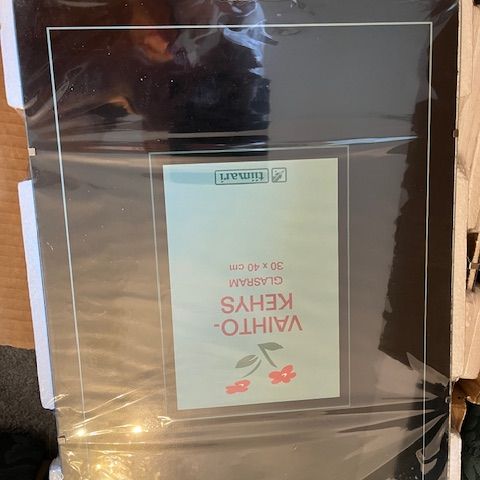 VAIHTO-
KEHYS
GLASRAM
30 x 40 cm
tiimari